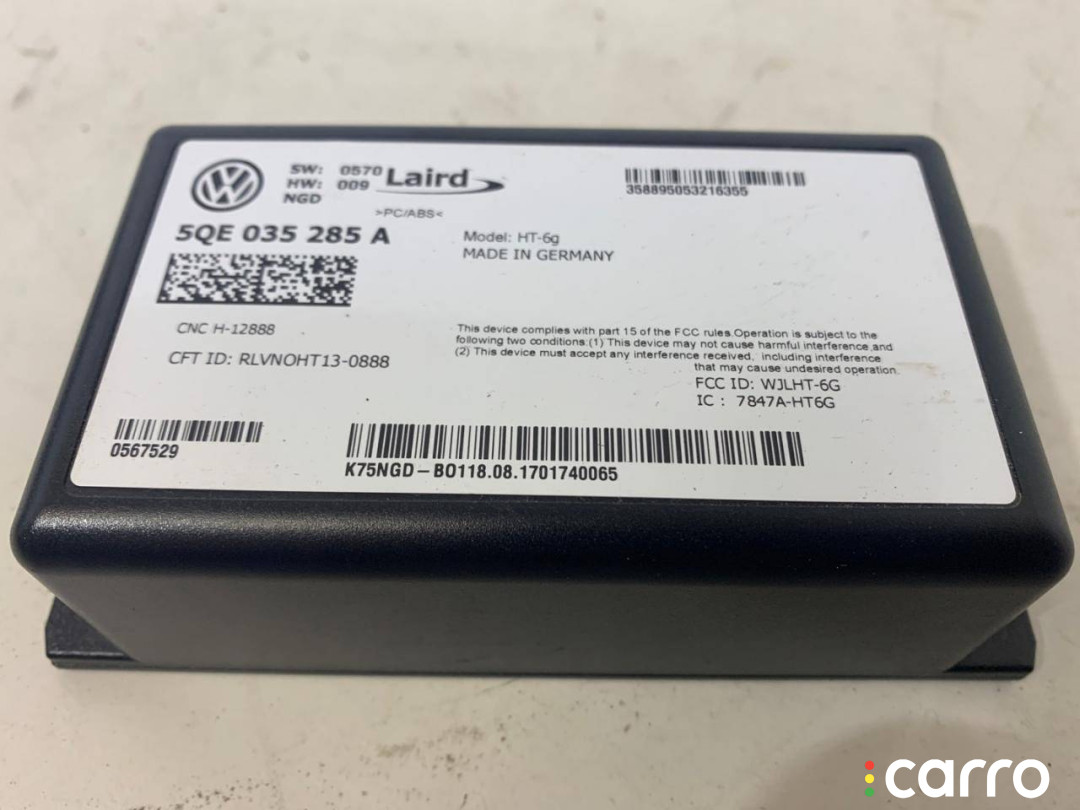 SW: 0570
HW: 009
NGD
Laird
>PC/ABS<
358895053216355
5QE 035 285 A
Model: HT-6g
MADE IN GERMANY
CNC H-12888
CFT ID: RLVNOHT13-0888
This device complies with part 15 of the FCC rules.Operation is subject to the
following two conditions:(1) This device may not cause harmful interference,and
(2) This device must accept any interference received, including interference
that may cause undesired operation.
FCC ID: WJLHT-6G
IC : 7847A-HT6G
0567529
K75NGD-B0118.08.1701740065
carro